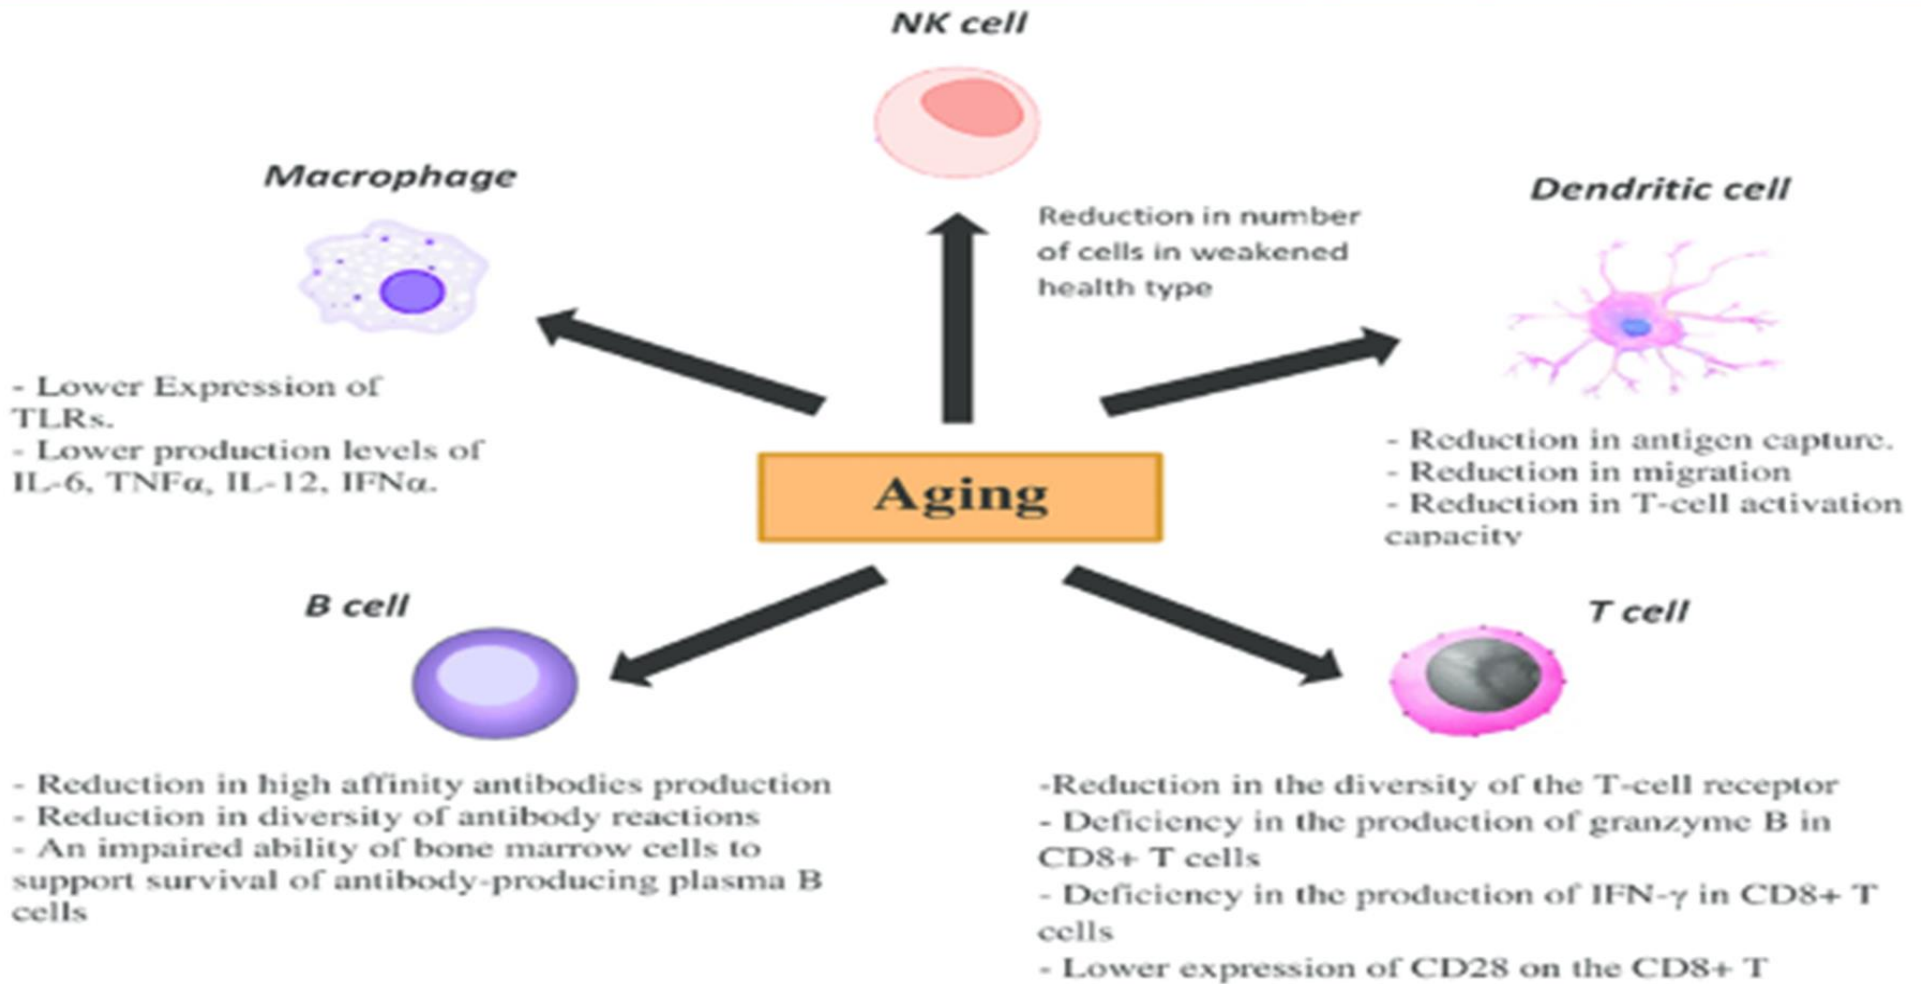 NK cell
Reduction in number
of cells in weakened
health type
Macrophage
- Lower Expression of
TLRs.
- Lower production levels of
IL-6, TNFα, IL-12, IFNα.
Dendritic cell
- Reduction in antigen capture.
- Reduction in migration
- Reduction in T-cell activation
capacity
Aging
B cell
- Reduction in high affinity antibodies production
- Reduction in diversity of antibody reactions
- An impaired ability of bone marrow cells to
support survival of antibody-producing plasma B
cells
T cell
-Reduction in the diversity of the T-cell receptor
- Deficiency in the production of granzyme B in
CD8+ T cells
- Deficiency in the production of IFN-γ in CD8+ T
cells
- Lower expression of CD28 on the CD8+ T